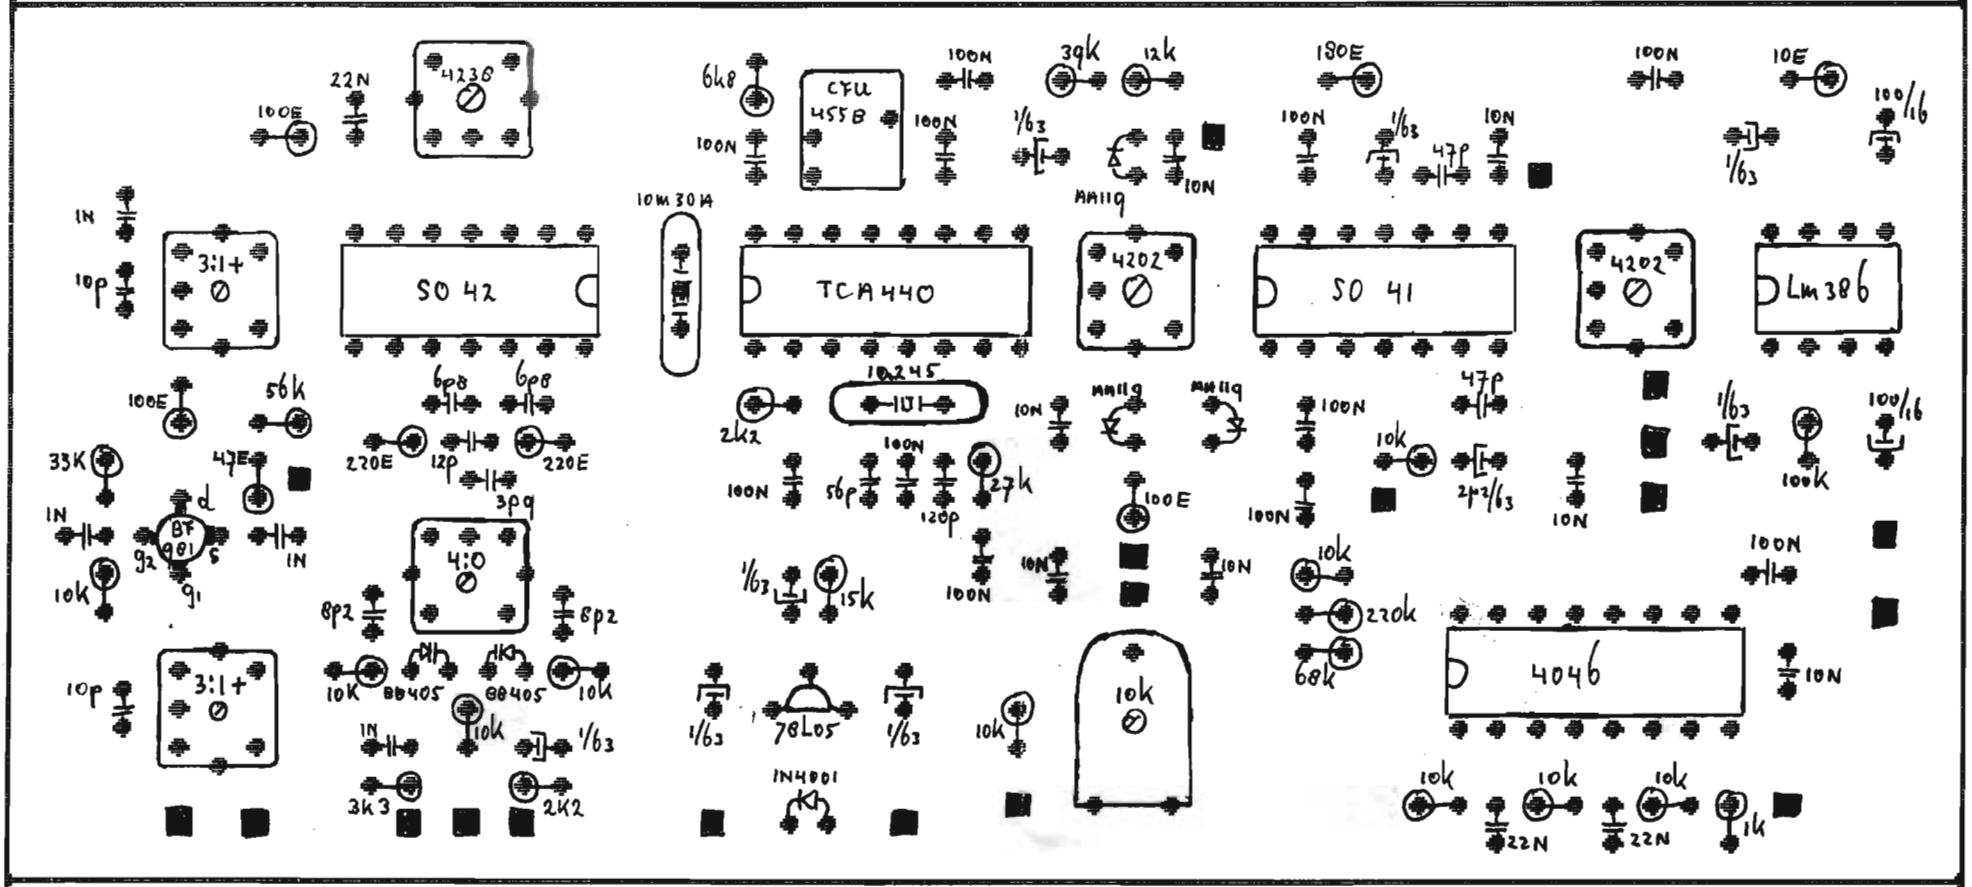 100N
39k
12k
180E
100N
10E
22N
4238
6k8
CFU
455B
100/16
100E
100N
100N
1/63
100N
1/63
10N
47p
1/63
10N
10m30A
AA119
1N
3:1+
10p
SO 42
TCA440
4202
SO 41
4202
Lm386
6p8
6p8
10,245
AA119
AA119
47p
56k
100E
2k2
10N
100N
1/63
100/16
33K
47E
220E
12p
220E
100N
10k
100N
56p
27k
100E
2µ2/63
100k
3p9
120p
100N
10N
1N
d
BF
981
g2
s
g1
1N
10k
4:0
10N
10N
10k
100N
8p2
8p2
1/63
15k
100N
220k
68k
10p
3:1+
10K
BB405
BB405
10k
10k
4046
10N
1N
10k
1/63
1/63
78L05
1/63
10k
3k3
2k2
1N4001
10k
10k
10k
1k
22N
22N